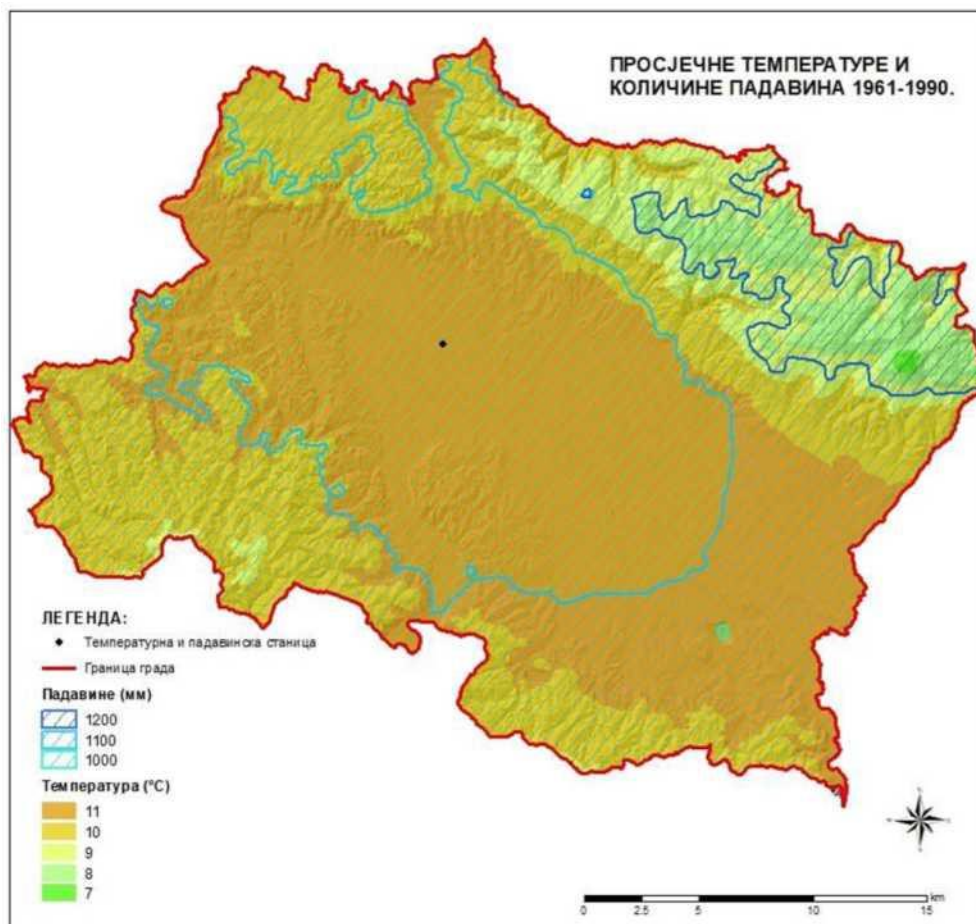 ПРОСЈЕЧНЕ ТЕМПЕРАТУРЕ И
КОЛИЧИНЕ ПАДАВИНА 1961-1990.
ЛЕГЕНДА:
Температурна и падавинска станица
Граница града
Падавине (мм)
1200
1100
1000
Температура (°C)
11
10
9
8
7
km
0 2.5 5 10 15